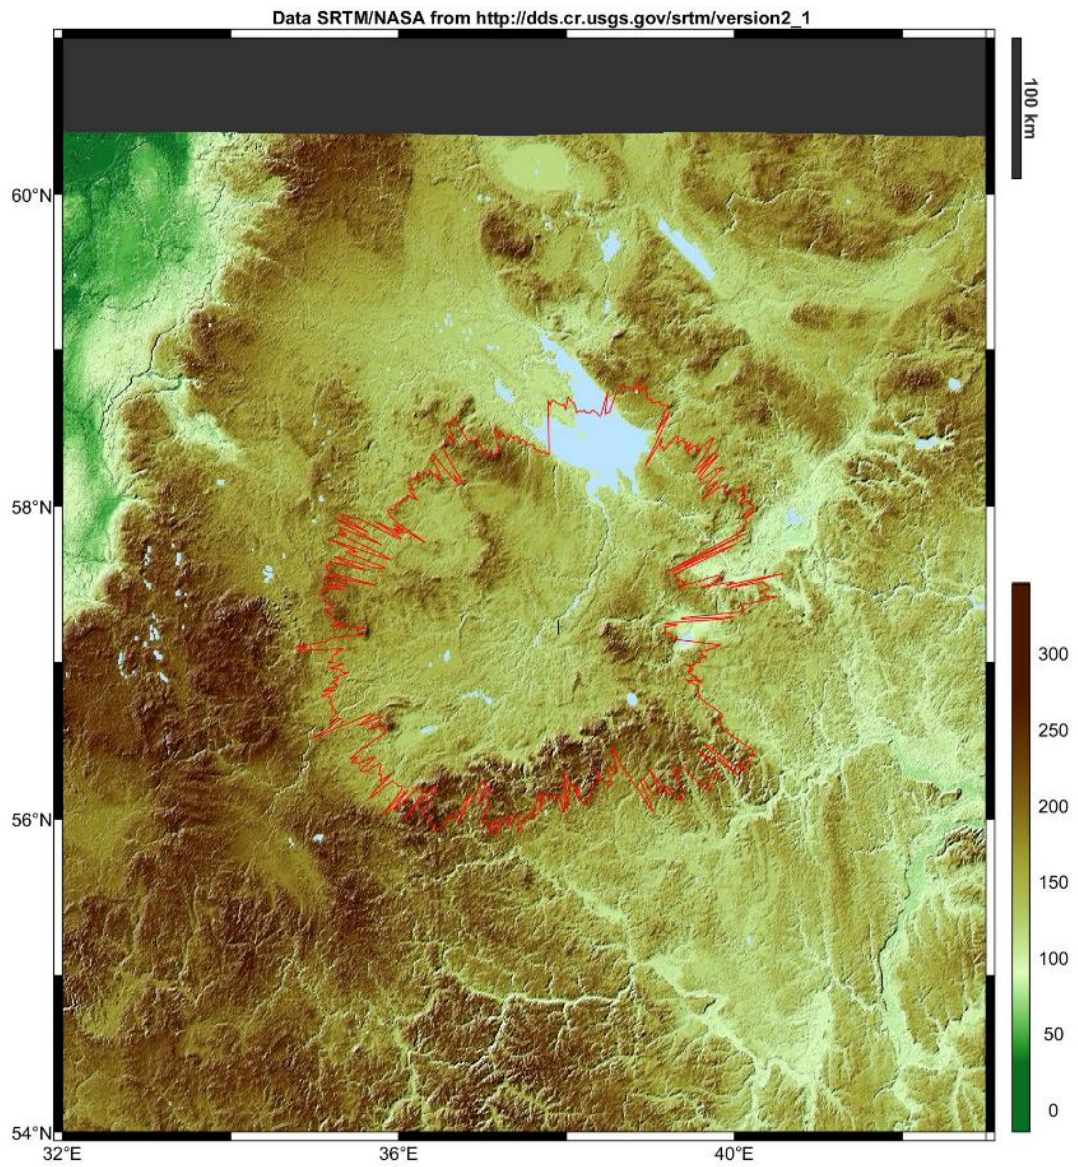 Data SRTM/NASA from http://dds.cr.usgs.gov/srtm/version2_1
100 km
60°N
58°N
56°N
54°N
32°E
36°E
40°E
300
250
200
150
100
50
0